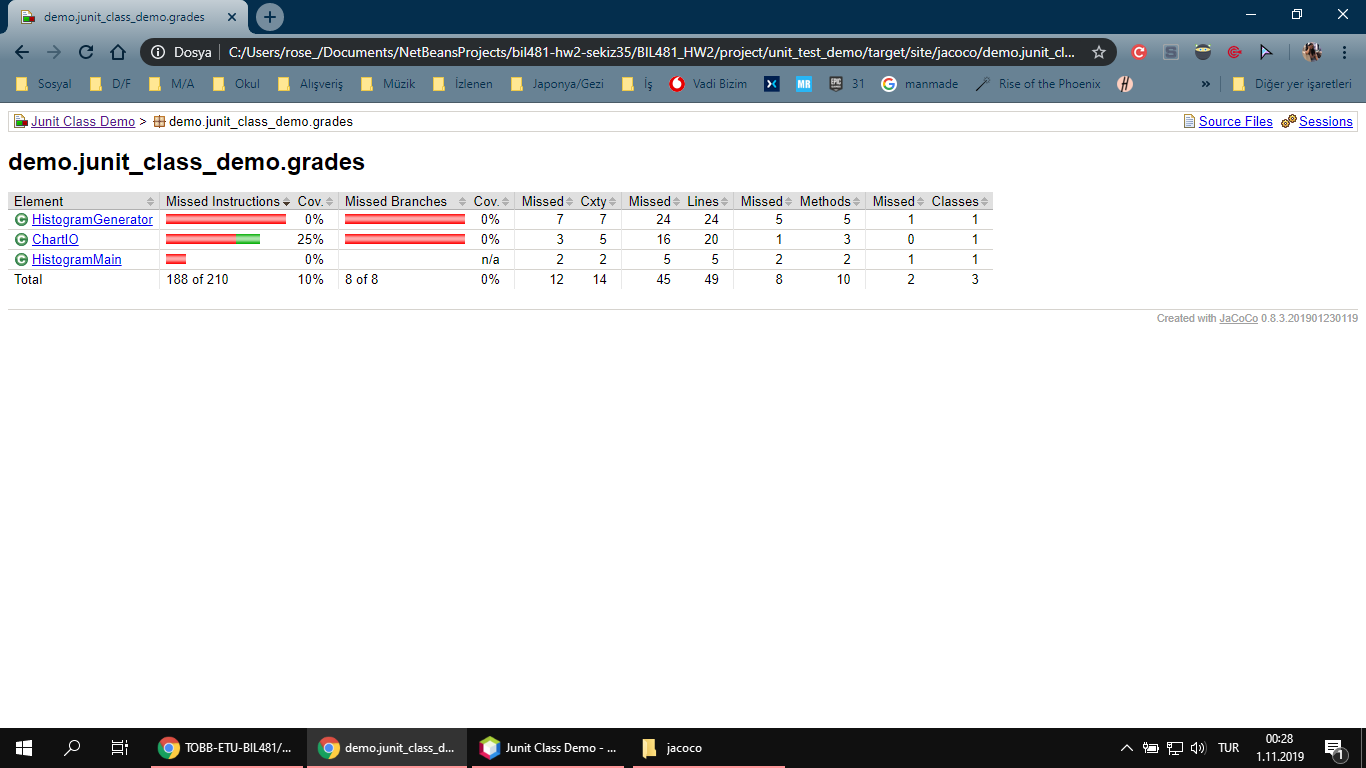 demo.junit_class_demo.grades
Dosya C:/Users/rose_/Documents/NetBeansProjects/bil481-hw2-sekiz35/BIL481_HW2/project/unit_test_demo/target/site/jacoco/demo.junit_cl...
Sosyal D/F M/A Okul Alışveriş Müzik İzlenen Japonya/Gezi İş Vadi Bizim MR EPIC 31 manmade Rise of the Phoenix H » Diğer yer işaretleri
Junit Class Demo > demo.junit_class_demo.grades Source Files Sessions
demo.junit_class_demo.grades
Element Missed Instructions Cov. Missed Branches Cov. Missed Cxty Missed Lines Missed Methods Missed Classes
HistogramGenerator 0% 0% 7 7 24 24 5 5 1 1
ChartIO 25% 0% 3 5 16 20 1 3 0 1
HistogramMain 0% n/a 2 2 5 5 2 2 1 1
Total 188 of 210 10% 8 of 8 0% 12 14 45 49 8 10 2 3
Created with JaCoCo 0.8.3.201901230119
TOBB-ETU-BIL481/... demo.junit_class_d... Junit Class Demo - ... jacoco TUR 00:28
1.11.2019 1